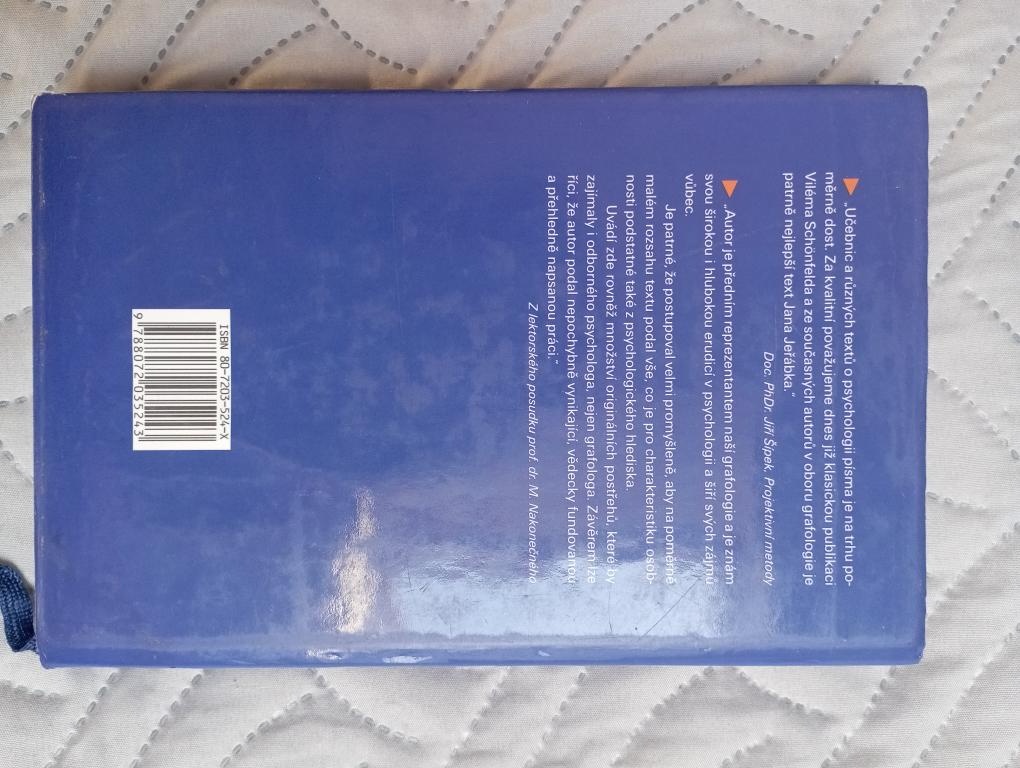 „Učebnic a různých textů o psychologii písma je na trhu po-
měrně dost. Za kvalitní považujeme dnes již klasickou publikaci
Viléma Schönfelda a ze současných autorů v oboru grafologie je
patrně nejlepší text Jana Jeřábka.“
Doc. PhDr. Jiří Šípek, Projektivní metody
„Autor je předním reprezentantem naší grafologie a je znám
svou širokou i hlubokou erudicí v psychologii a šíří svých zájmů
vůbec.
Je patrné, že postupoval velmi promyšleně, aby na poměrně
malém rozsahu textu podal vše, co je pro charakteristiku osob-
nosti podstatné také z psychologického hlediska.
Uvádí zde rovněž množství originálních postřehů, které by
zajímaly i odborného psychologa, nejen grafologa. Závěrem lze
říci, že autor podal nepochybně vynikající, vědecky fundovanou
a přehledně napsanou práci.“
Z lektorského posudku prof. dr. M. Nakonečného
ISBN 80-7203-524-X
9 788072 035243